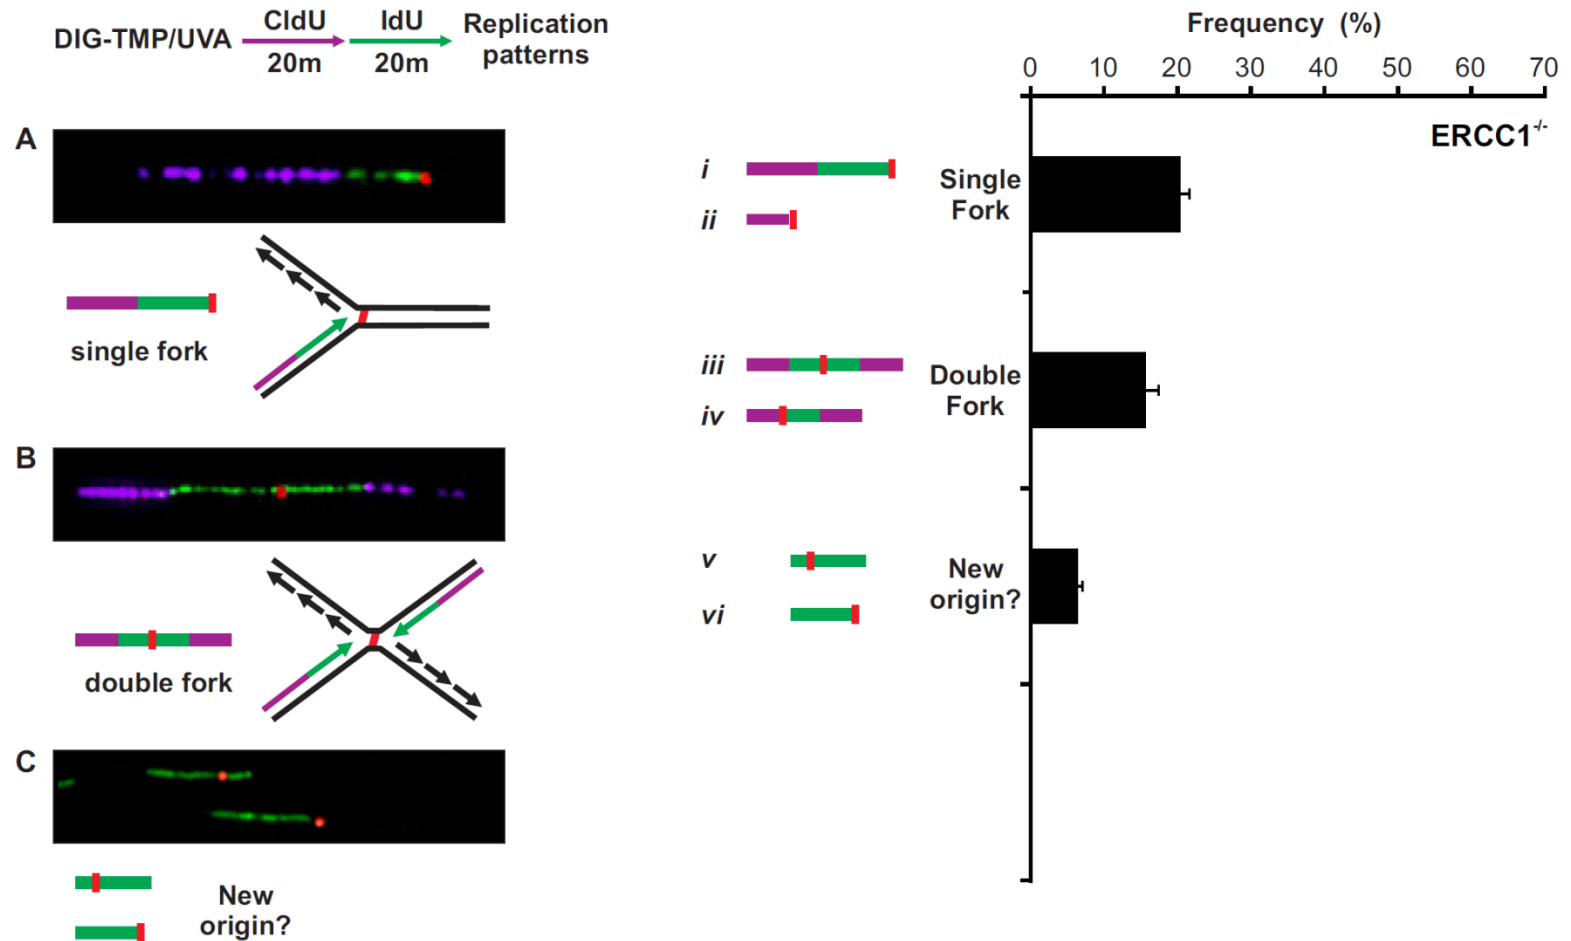 DIG-TMP/UVA
CldU
20m
IdU
20m
Replication
patterns
A
single fork
B
double fork
C
New
origin?
Frequency (%)
0 10 20 30 40 50 60 70
ERCC1-/-
i
ii
Single
Fork
iii
iv
Double
Fork
v
vi
New
origin?